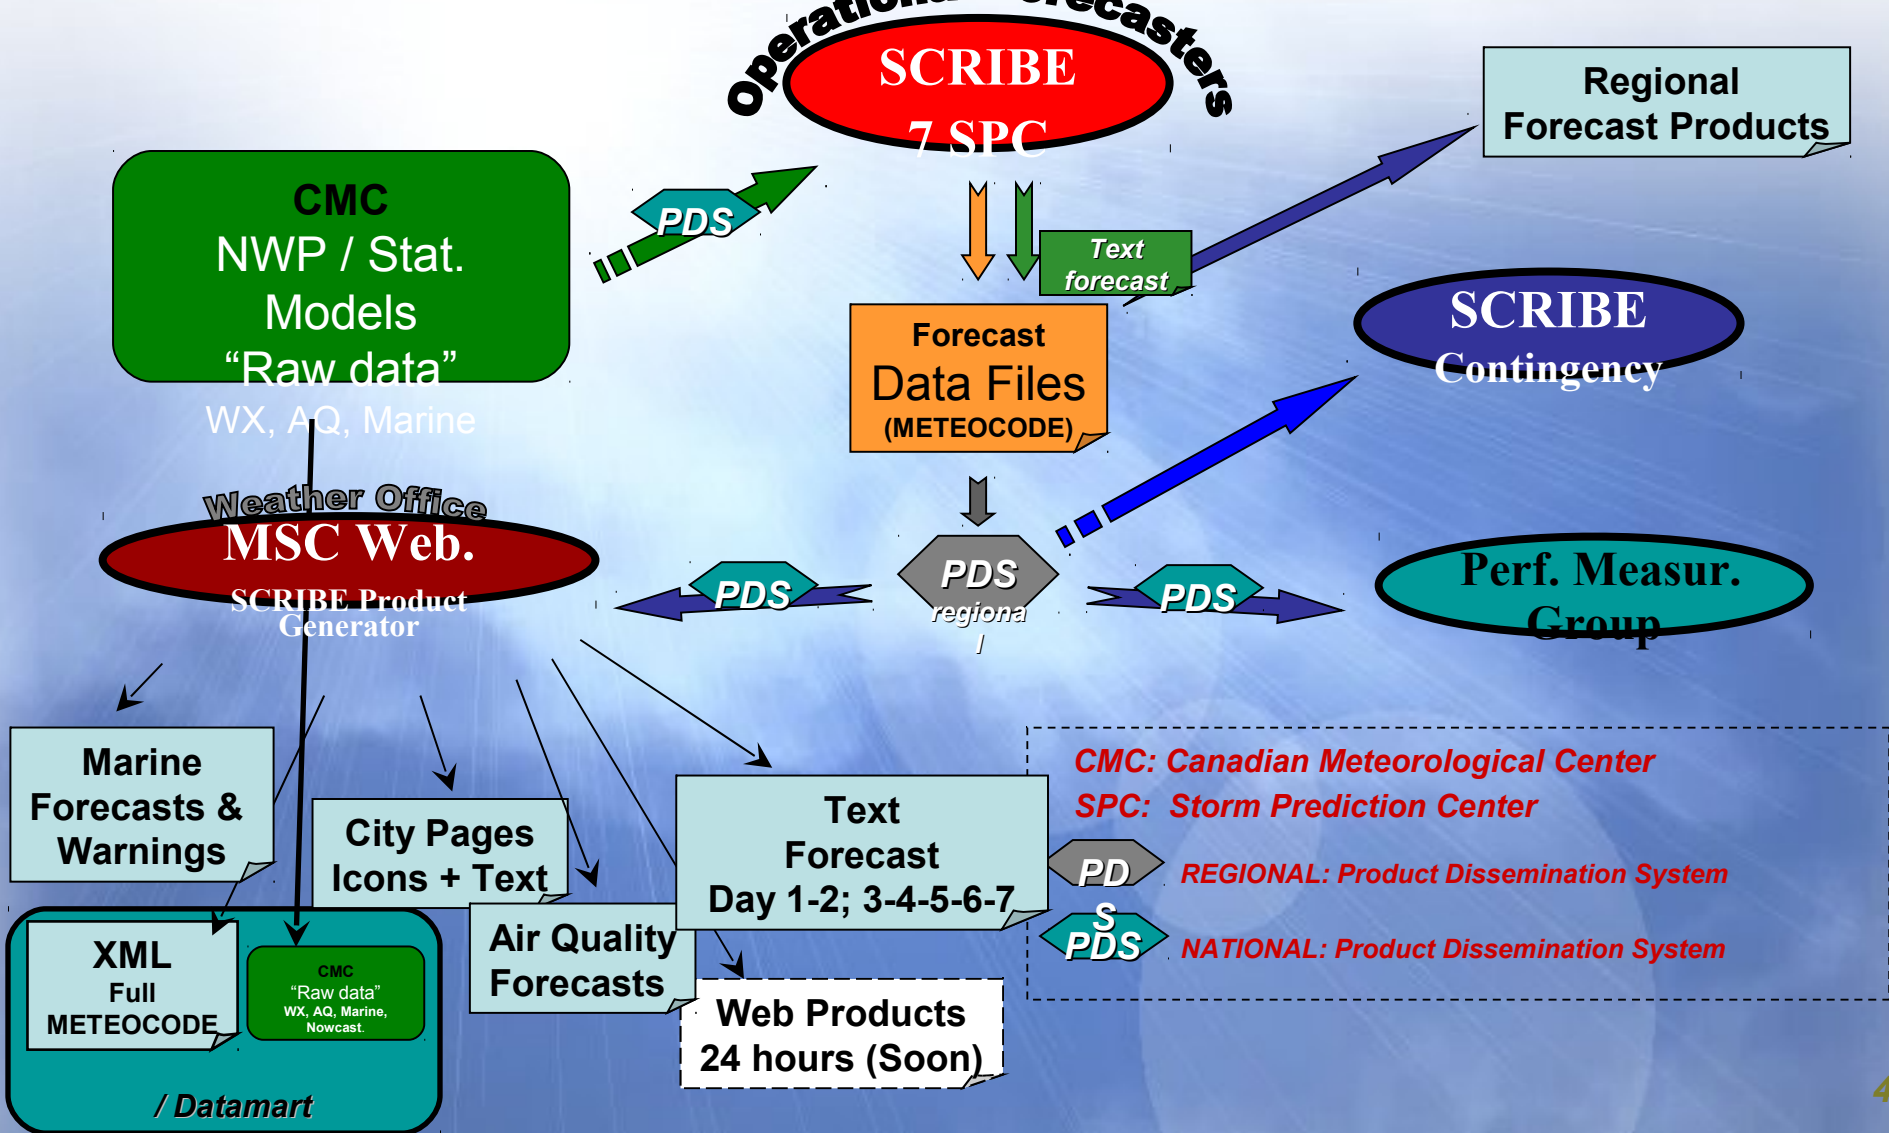 Operational Forecasters
SCRIBE
7 SPC
Regional
Forecast Products
CMC
NWP / Stat.
Models
“Raw data”
WX, AQ, Marine
PDS
Text
forecast
SCRIBE
Contingency
Forecast
Data Files
(METEOCODE)
Weather Office
MSC Web.
SCRIBE Product
Generator
PDS
PDS
regiona
l
PDS
Perf. Measur.
Group
Marine
Forecasts &
Warnings
City Pages
Icons + Text
Text
Forecast
Day 1-2; 3-4-5-6-7
Air Quality
Forecasts
Web Products
24 hours (Soon)
XML
Full
METEOCODE
CMC
“Raw data”
WX, AQ, Marine,
Nowcast.
/ Datamart
CMC: Canadian Meteorological Center
SPC: Storm Prediction Center
PD
S
REGIONAL: Product Dissemination System
PDS
NATIONAL: Product Dissemination System
4